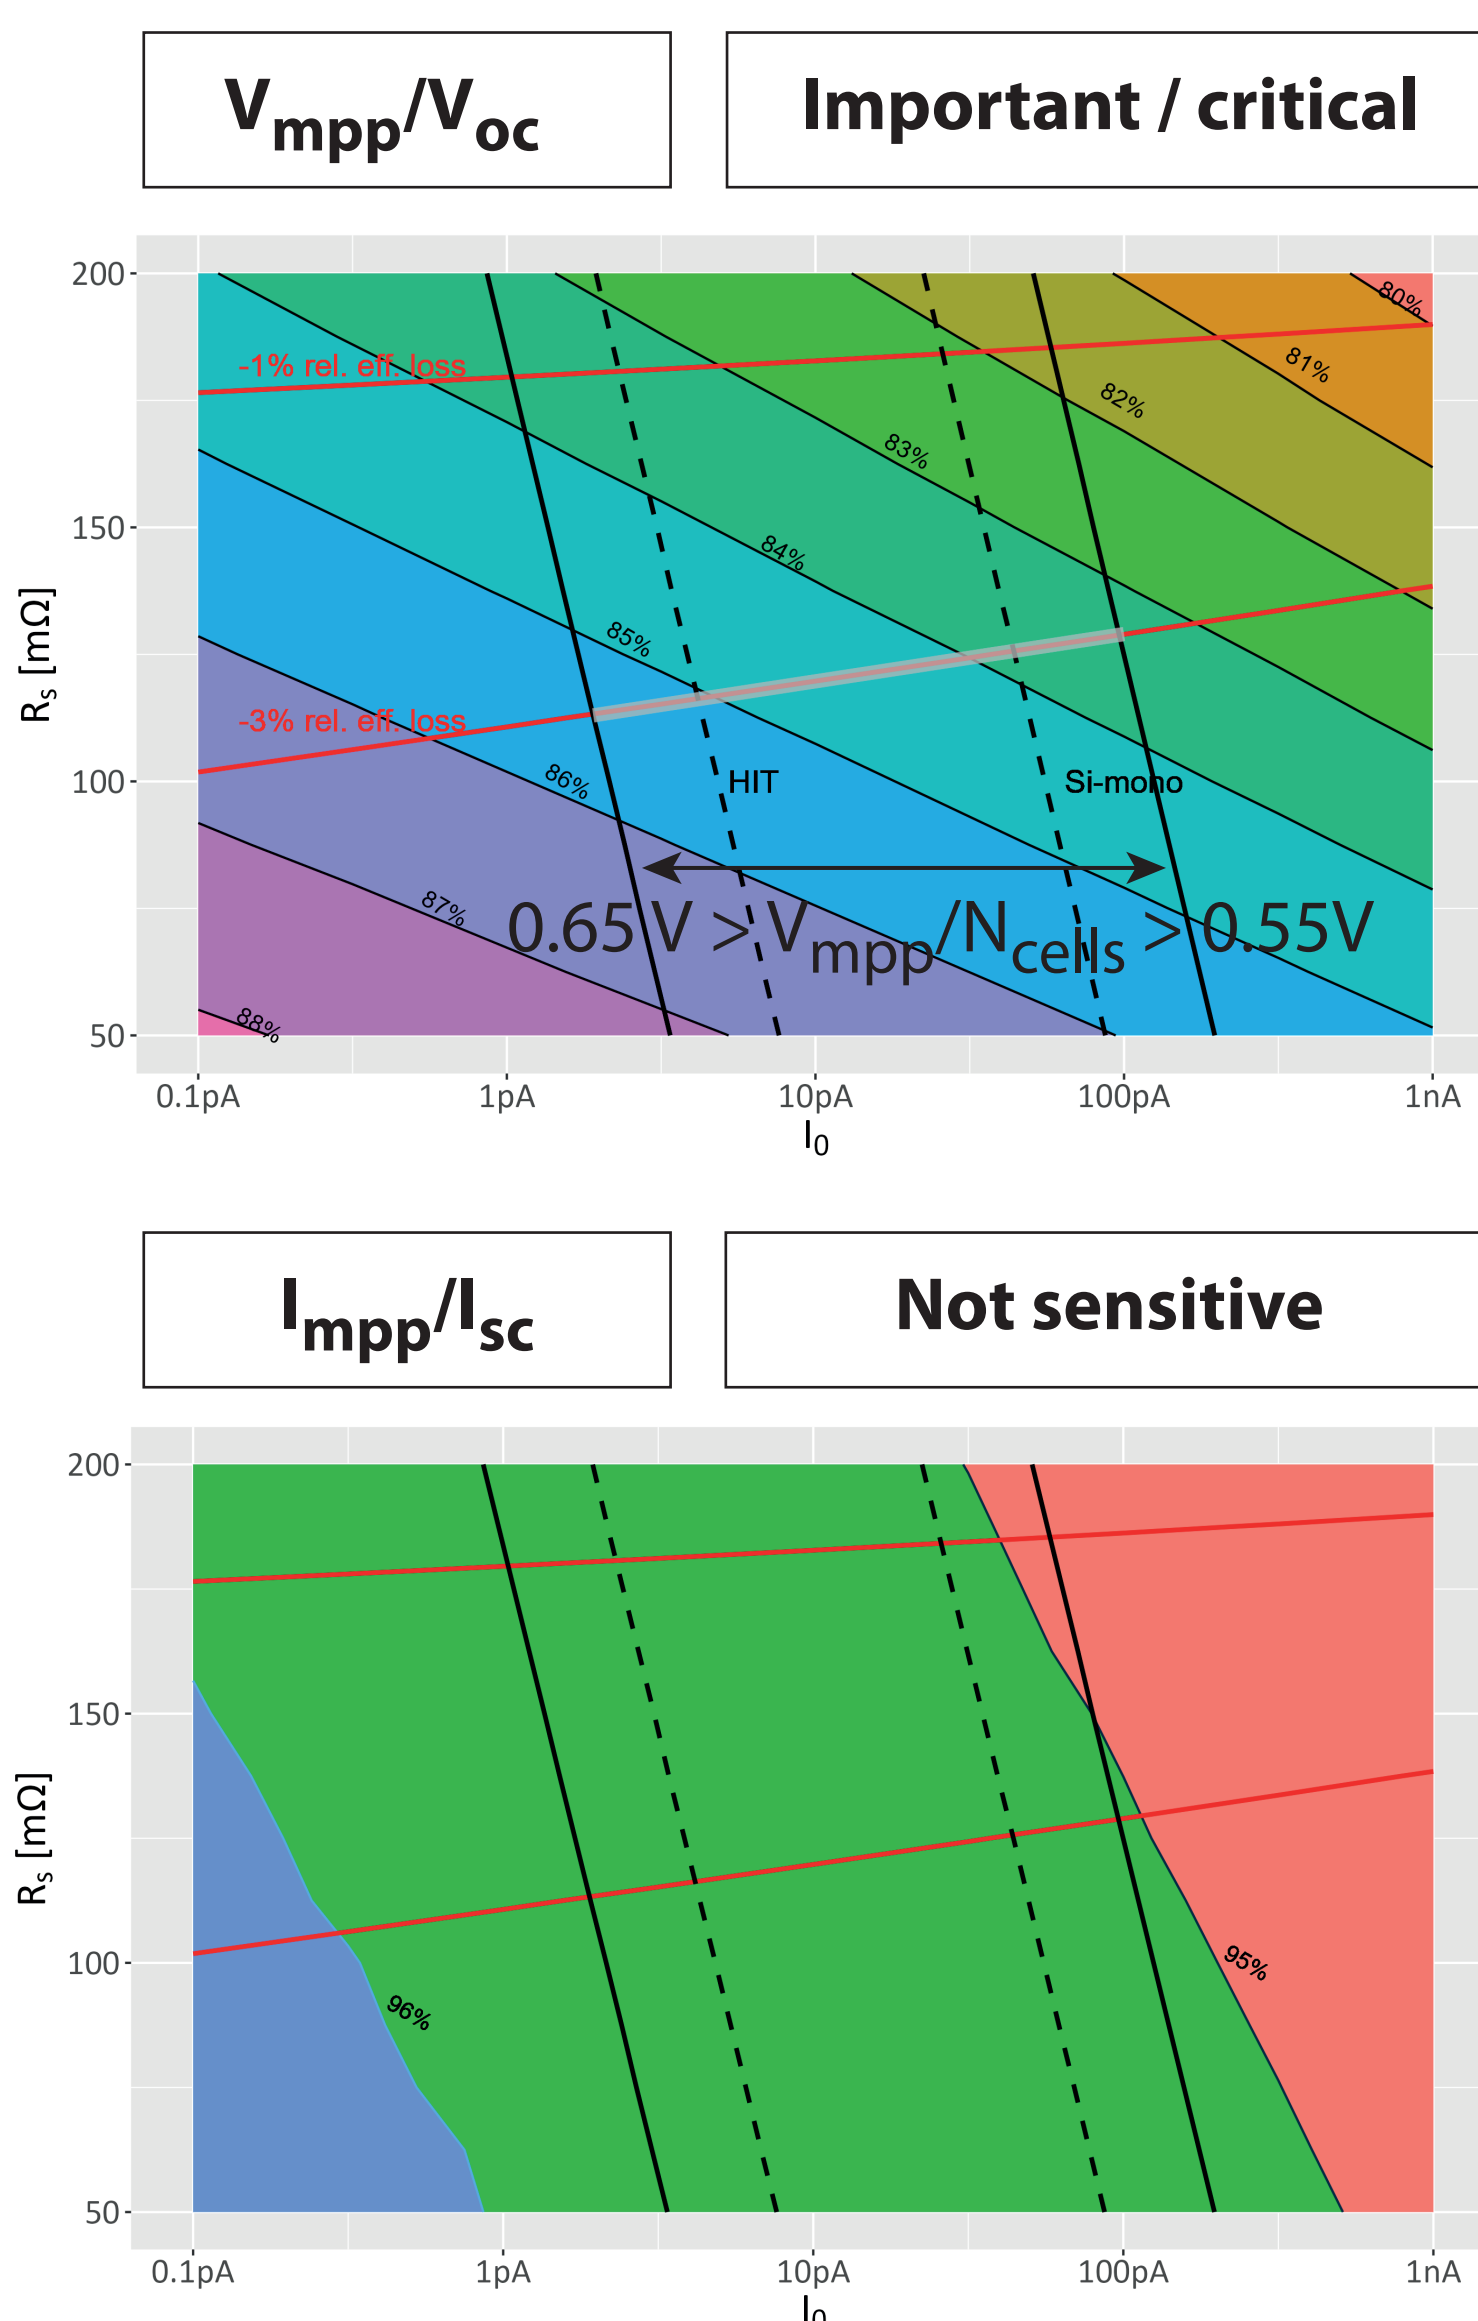 Vmpp/Voc
Important / critical
200
80%
-1% rel. eff. loss
81%
82%
83%
150
84%
85%
Rs [mΩ]
-3% rel. eff. loss
100
86%
HIT
Si-mono
87%
0.65 V > Vmpp/Ncells > 0.55V
88%
50
0.1pA 1pA 10pA 100pA 1nA
I0
Impp/Isc
Not sensitive
200
150
Rs [mΩ]
100
95%
96%
50
0.1pA 1pA 10pA 100pA 1nA
I0